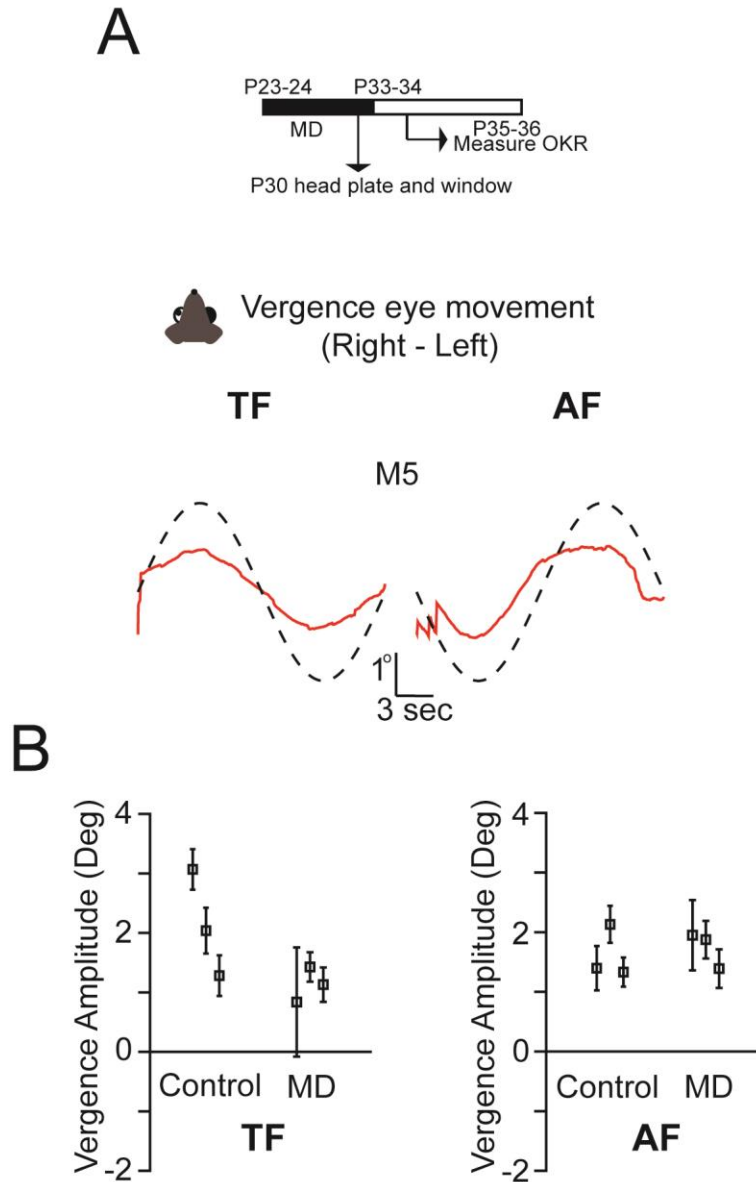 A
P23-24 P33-34
MD
P35-36
Measure OKR
P30 head plate and window
Vergence eye movement
(Right - Left)
TF AF
M5
1°
3 sec
B
Vergence Amplitude (Deg)
4
2
0
-2
Control MD
TF
Vergence Amplitude (Deg)
4
2
0
-2
Control MD
AF